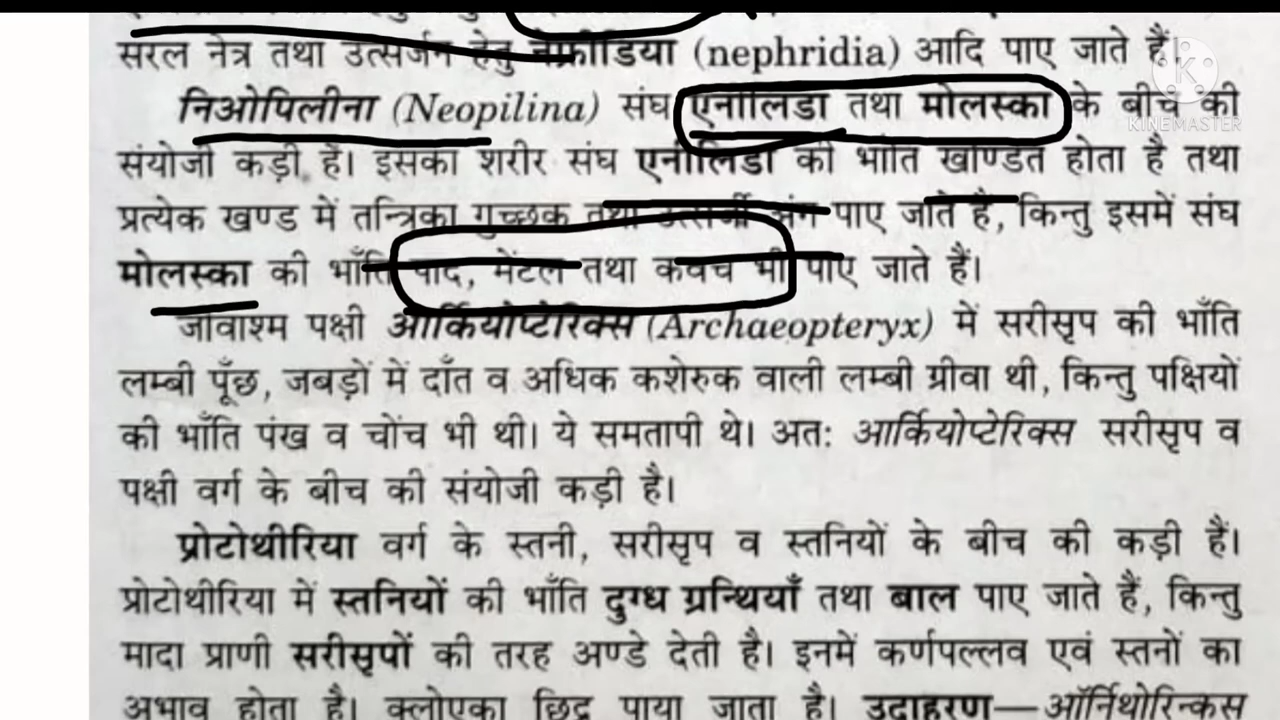 सरल नेत्र तथा उत्सर्जन हेतु नेफ्रीडिया (nephridia) आदि पाए जाते हैं।
निओपिलीना (Neopilina) संघ एनीलिडा तथा मोलस्का के बीच की
KINEMASTER
संयोजी कड़ी है। इसका शरीर संघ एनीलिडा की भाँति खण्डित होता है तथा
प्रत्येक खण्ड में तन्त्रिका गुच्छक तथा उत्सर्जी अंग पाए जाते है, किन्तु इसमें संघ
मोलस्का की भाँति पाद, मेंटल तथा कवच भी पाए जाते हैं।
जीवाश्म पक्षी आर्कियोप्टेरिक्स (Archaeopteryx) में सरीसृप की भाँति
लम्बी पूँछ, जबड़ों में दाँत व अधिक कशेरुक वाली लम्बी ग्रीवा थी, किन्तु पक्षियों
की भाँति पंख व चोंच भी थी। ये समतापी थे। अतः आर्कियोप्टेरिक्स सरीसृप व
पक्षी वर्ग के बीच की संयोजी कड़ी है।
प्रोटोथीरिया वर्ग के स्तनी, सरीसृप व स्तनियों के बीच की कड़ी हैं।
प्रोटोथीरिया में स्तनियों की भाँति दुग्ध ग्रन्थियाँ तथा बाल पाए जाते हैं, किन्तु
मादा प्राणी सरीसृपों की तरह अण्डे देती है। इनमें कर्णपल्लव एवं स्तनों का
अभाव होता है। क्लोएका छिद्र पाया जाता है। उदाहरण—ऑर्निथोरिन्कस